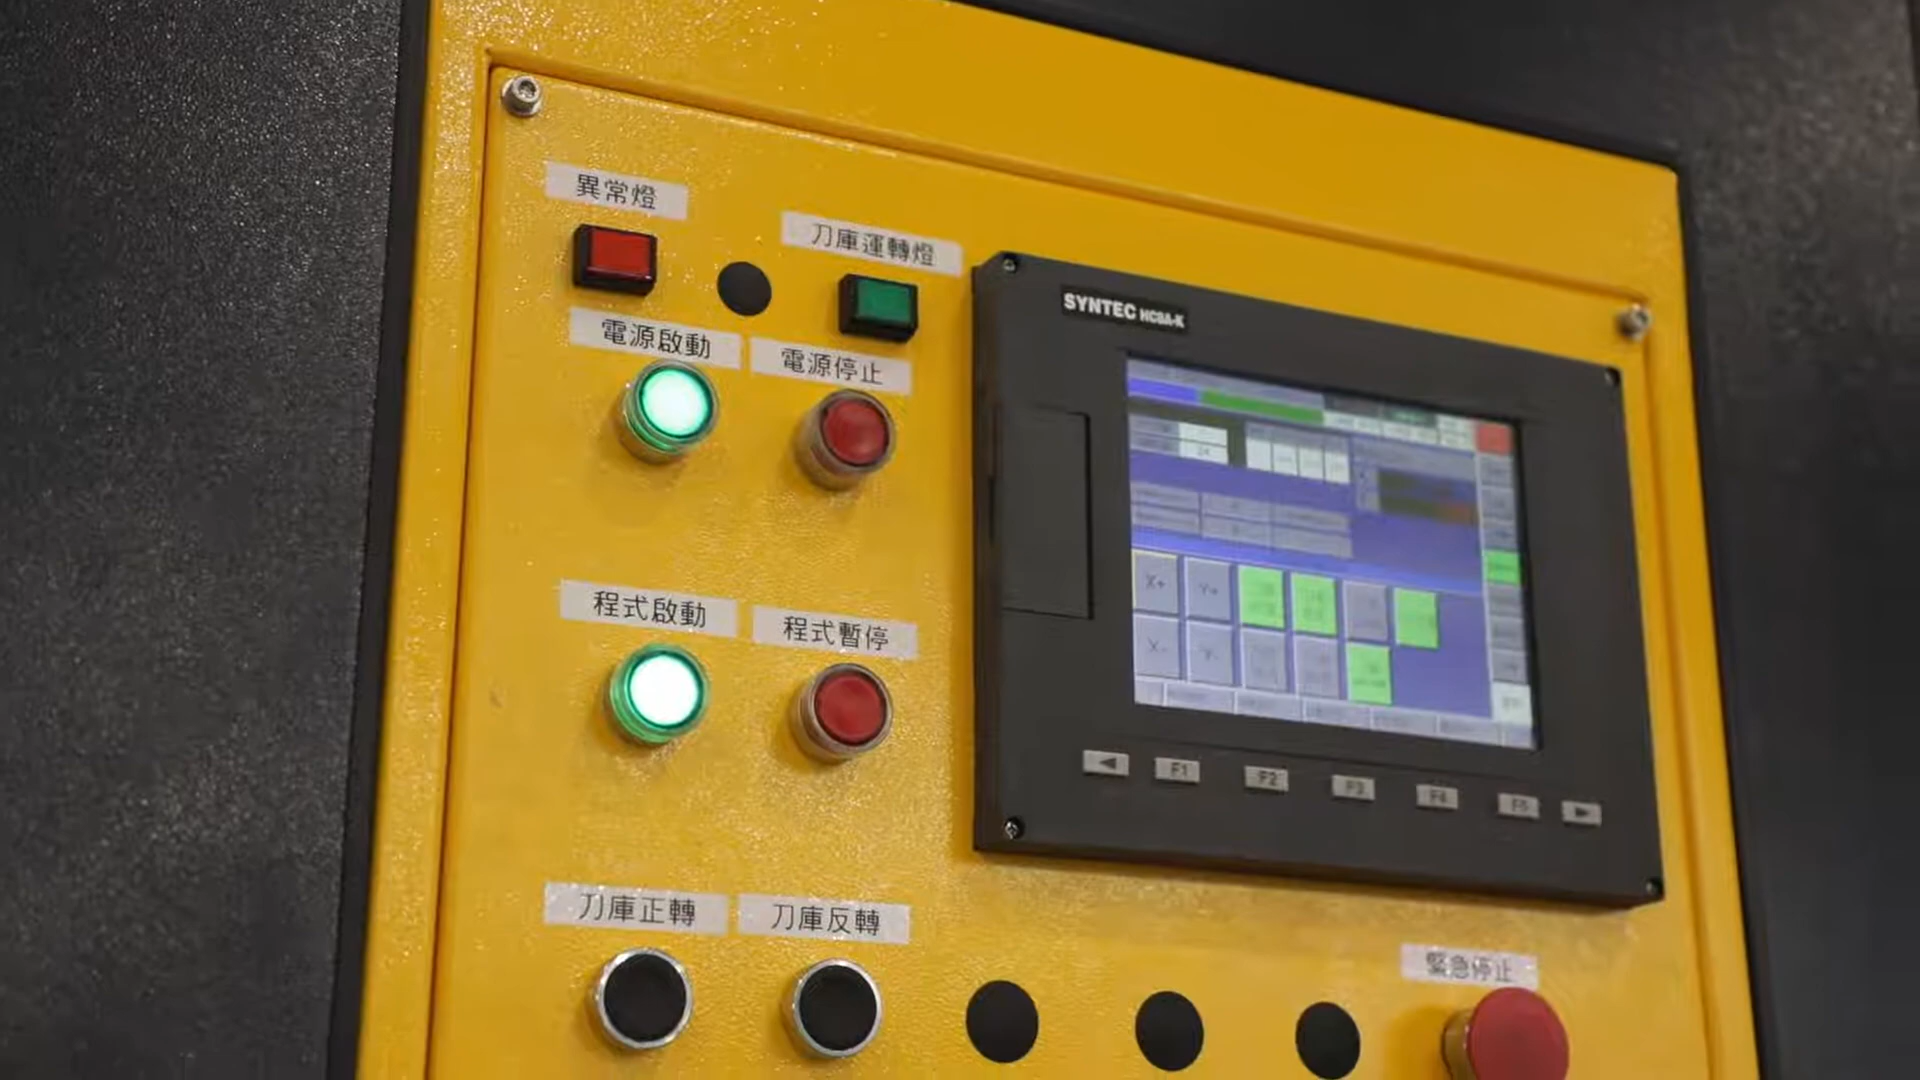 異常燈
刀庫運轉燈
SYNTEC HC8A-K
電源啟動
電源停止
程式啟動
程式暫停
X+
Y+
X-
Y-
◀ F1 F2 F3 F4 F5 ▶
刀庫正轉
刀庫反轉
緊急停止